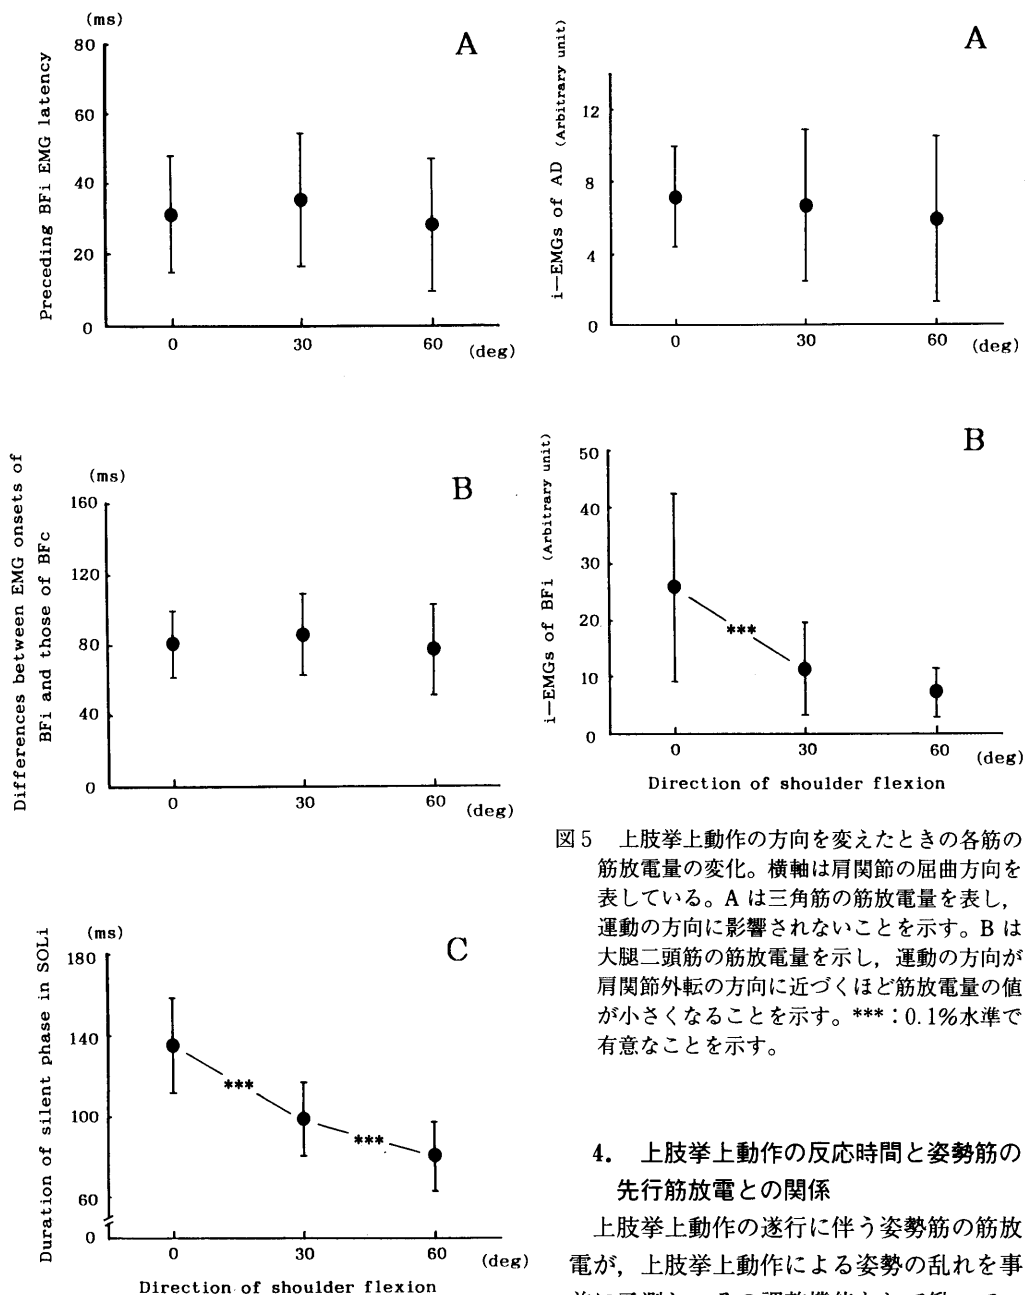 (ms)
A
80
60
40
20
0
Preceding BFi EMG latency
0 30 60 (deg)
(ms)
B
160
120
80
40
0
Differences between EMG onsets of
BFi and those of BFc
0 30 60 (deg)
(ms)
C
180
140
100
60
0
Duration of silent phase in SOLi
***
***
0 30 60 (deg)
Direction of shoulder flexion
A
12
8
4
0
i—EMGs of AD (Arbitrary unit)
0 30 60 (deg)
B
50
40
30
20
10
0
i—EMGs of BFi (Arbitrary unit)
***
0 30 60 (deg)
Direction of shoulder flexion
図5 上肢挙上動作の方向を変えたときの各筋の
筋放電量の変化。横軸は肩関節の屈曲方向を
表している。A は三角筋の筋放電量を表し,
運動の方向に影響されないことを示す。B は
大腿二頭筋の筋放電量を示し, 運動の方向が
肩関節外転の方向に近づくほど筋放電量の値
が小さくなることを示す。***:0.1%水準で
有意なことを示す。
4. 上肢挙上動作の反応時間と姿勢筋の
先行筋放電との関係
上肢挙上動作の遂行に伴う姿勢筋の筋放
電が, 上肢挙上動作による姿勢の乱れを事